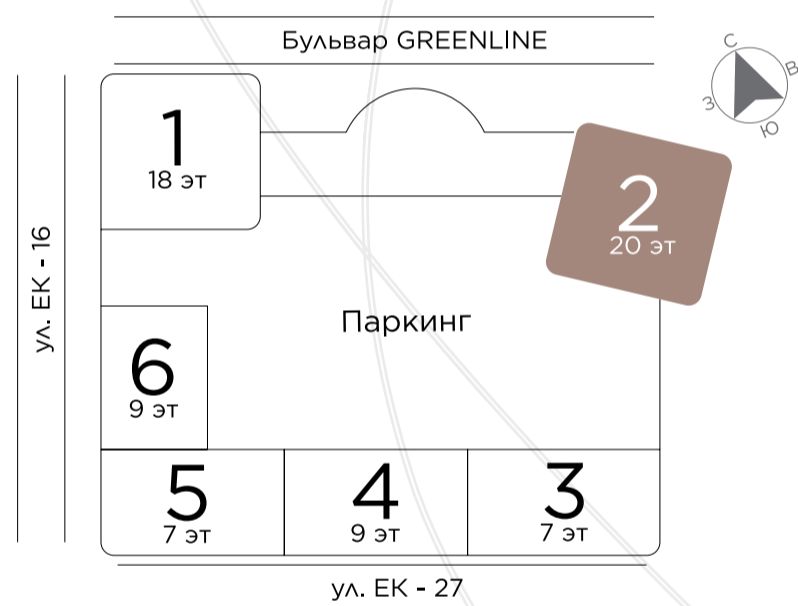 Бульвар GREENLINE
С
В
З
Ю
1
18 эт
2
20 эт
ул. ЕК - 16
Паркинг
6
9 эт
5
7 эт
4
9 эт
3
7 эт
ул. ЕК - 27